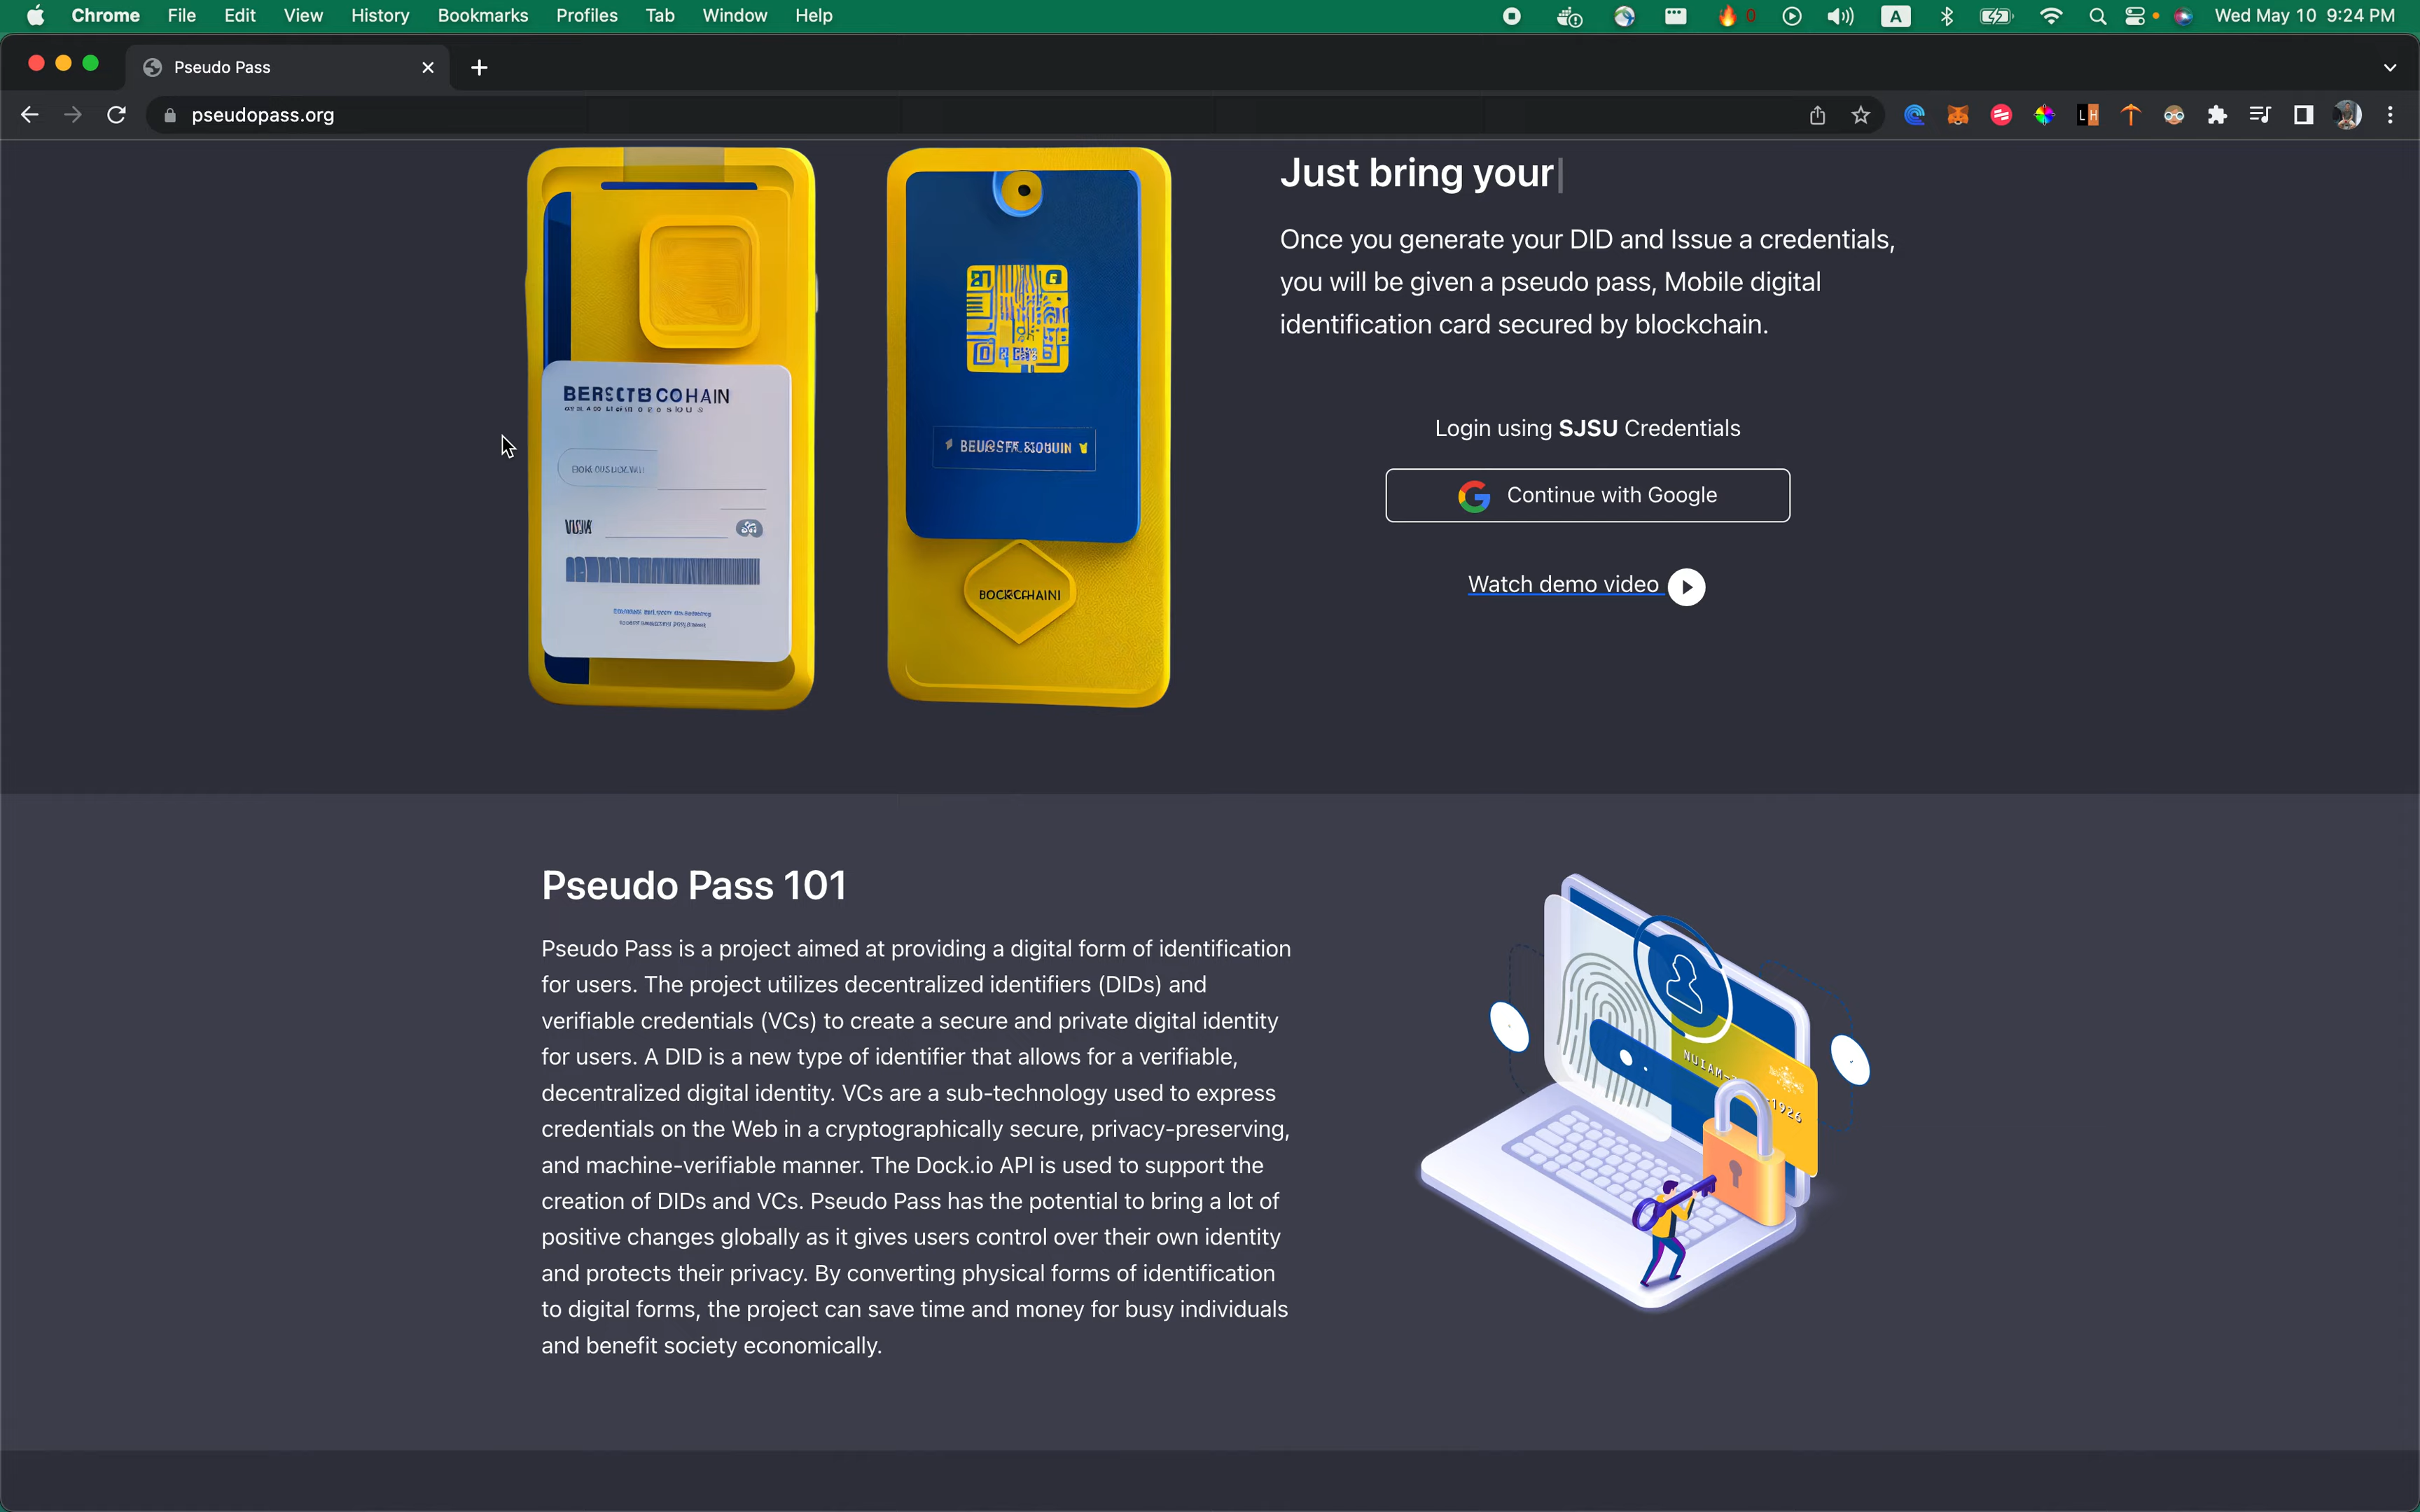 Chrome File Edit View History Bookmarks Profiles Tab Window Help 0 A Wed May 10 9:24 PM
Pseudo Pass
pseudopass.org
LH
Just bring your
Once you generate your DID and Issue a credentials,
you will be given a pseudo pass, Mobile digital
identification card secured by blockchain.
Login using SJSU Credentials
Continue with Google
Watch demo video
Pseudo Pass 101
Pseudo Pass is a project aimed at providing a digital form of identification
for users. The project utilizes decentralized identifiers (DIDs) and
verifiable credentials (VCs) to create a secure and private digital identity
for users. A DID is a new type of identifier that allows for a verifiable,
decentralized digital identity. VCs are a sub-technology used to express
credentials on the Web in a cryptographically secure, privacy-preserving,
and machine-verifiable manner. The Dock.io API is used to support the
creation of DIDs and VCs. Pseudo Pass has the potential to bring a lot of
positive changes globally as it gives users control over their own identity
and protects their privacy. By converting physical forms of identification
to digital forms, the project can save time and money for busy individuals
and benefit society economically.